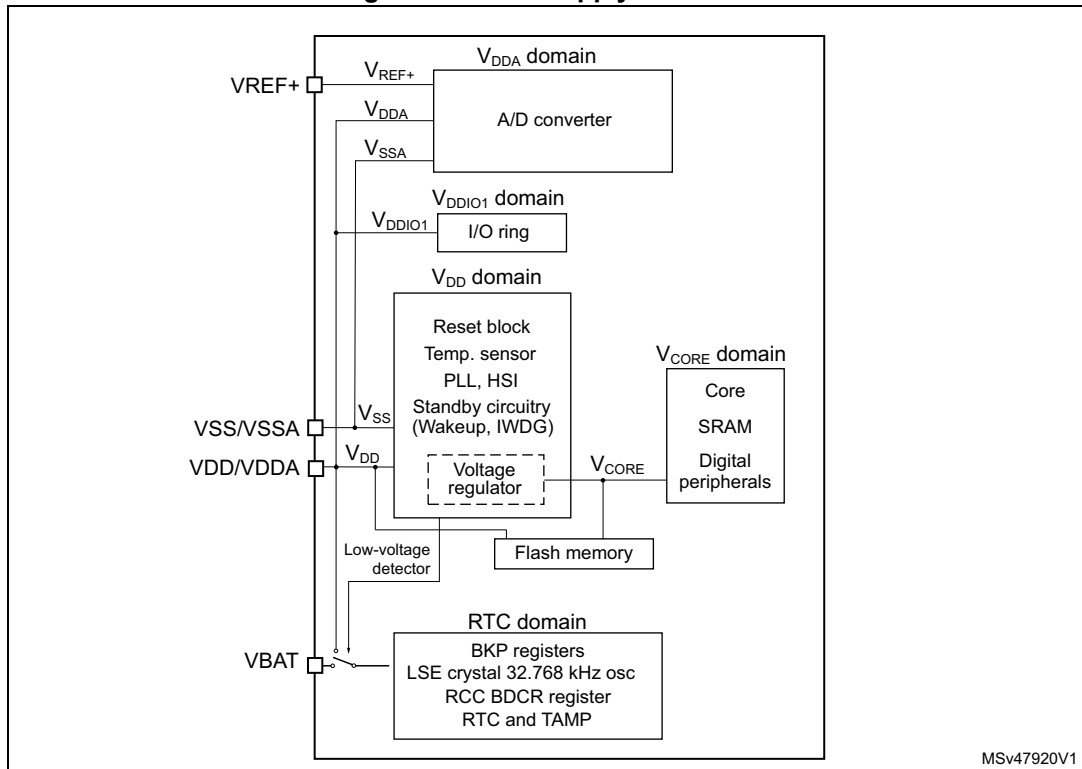 VREF+
VREF+
VDDA domain
A/D converter
VDDA
VSSA
VDDIO1 domain
VDDIO1
I/O ring
VDD domain
Reset block
Temp. sensor
PLL, HSI
Standby circuitry
(Wakeup, IWDG)
Voltage
regulator
VSS/VSSA
VSS
VDD/VDDA
VDD
VCORE
VCORE domain
Core
SRAM
Digital
peripherals
Flash memory
Low-voltage
detector
RTC domain
VBAT
BKP registers
LSE crystal 32.768 kHz osc
RCC BDCR register
RTC and TAMP
MSv47920V1